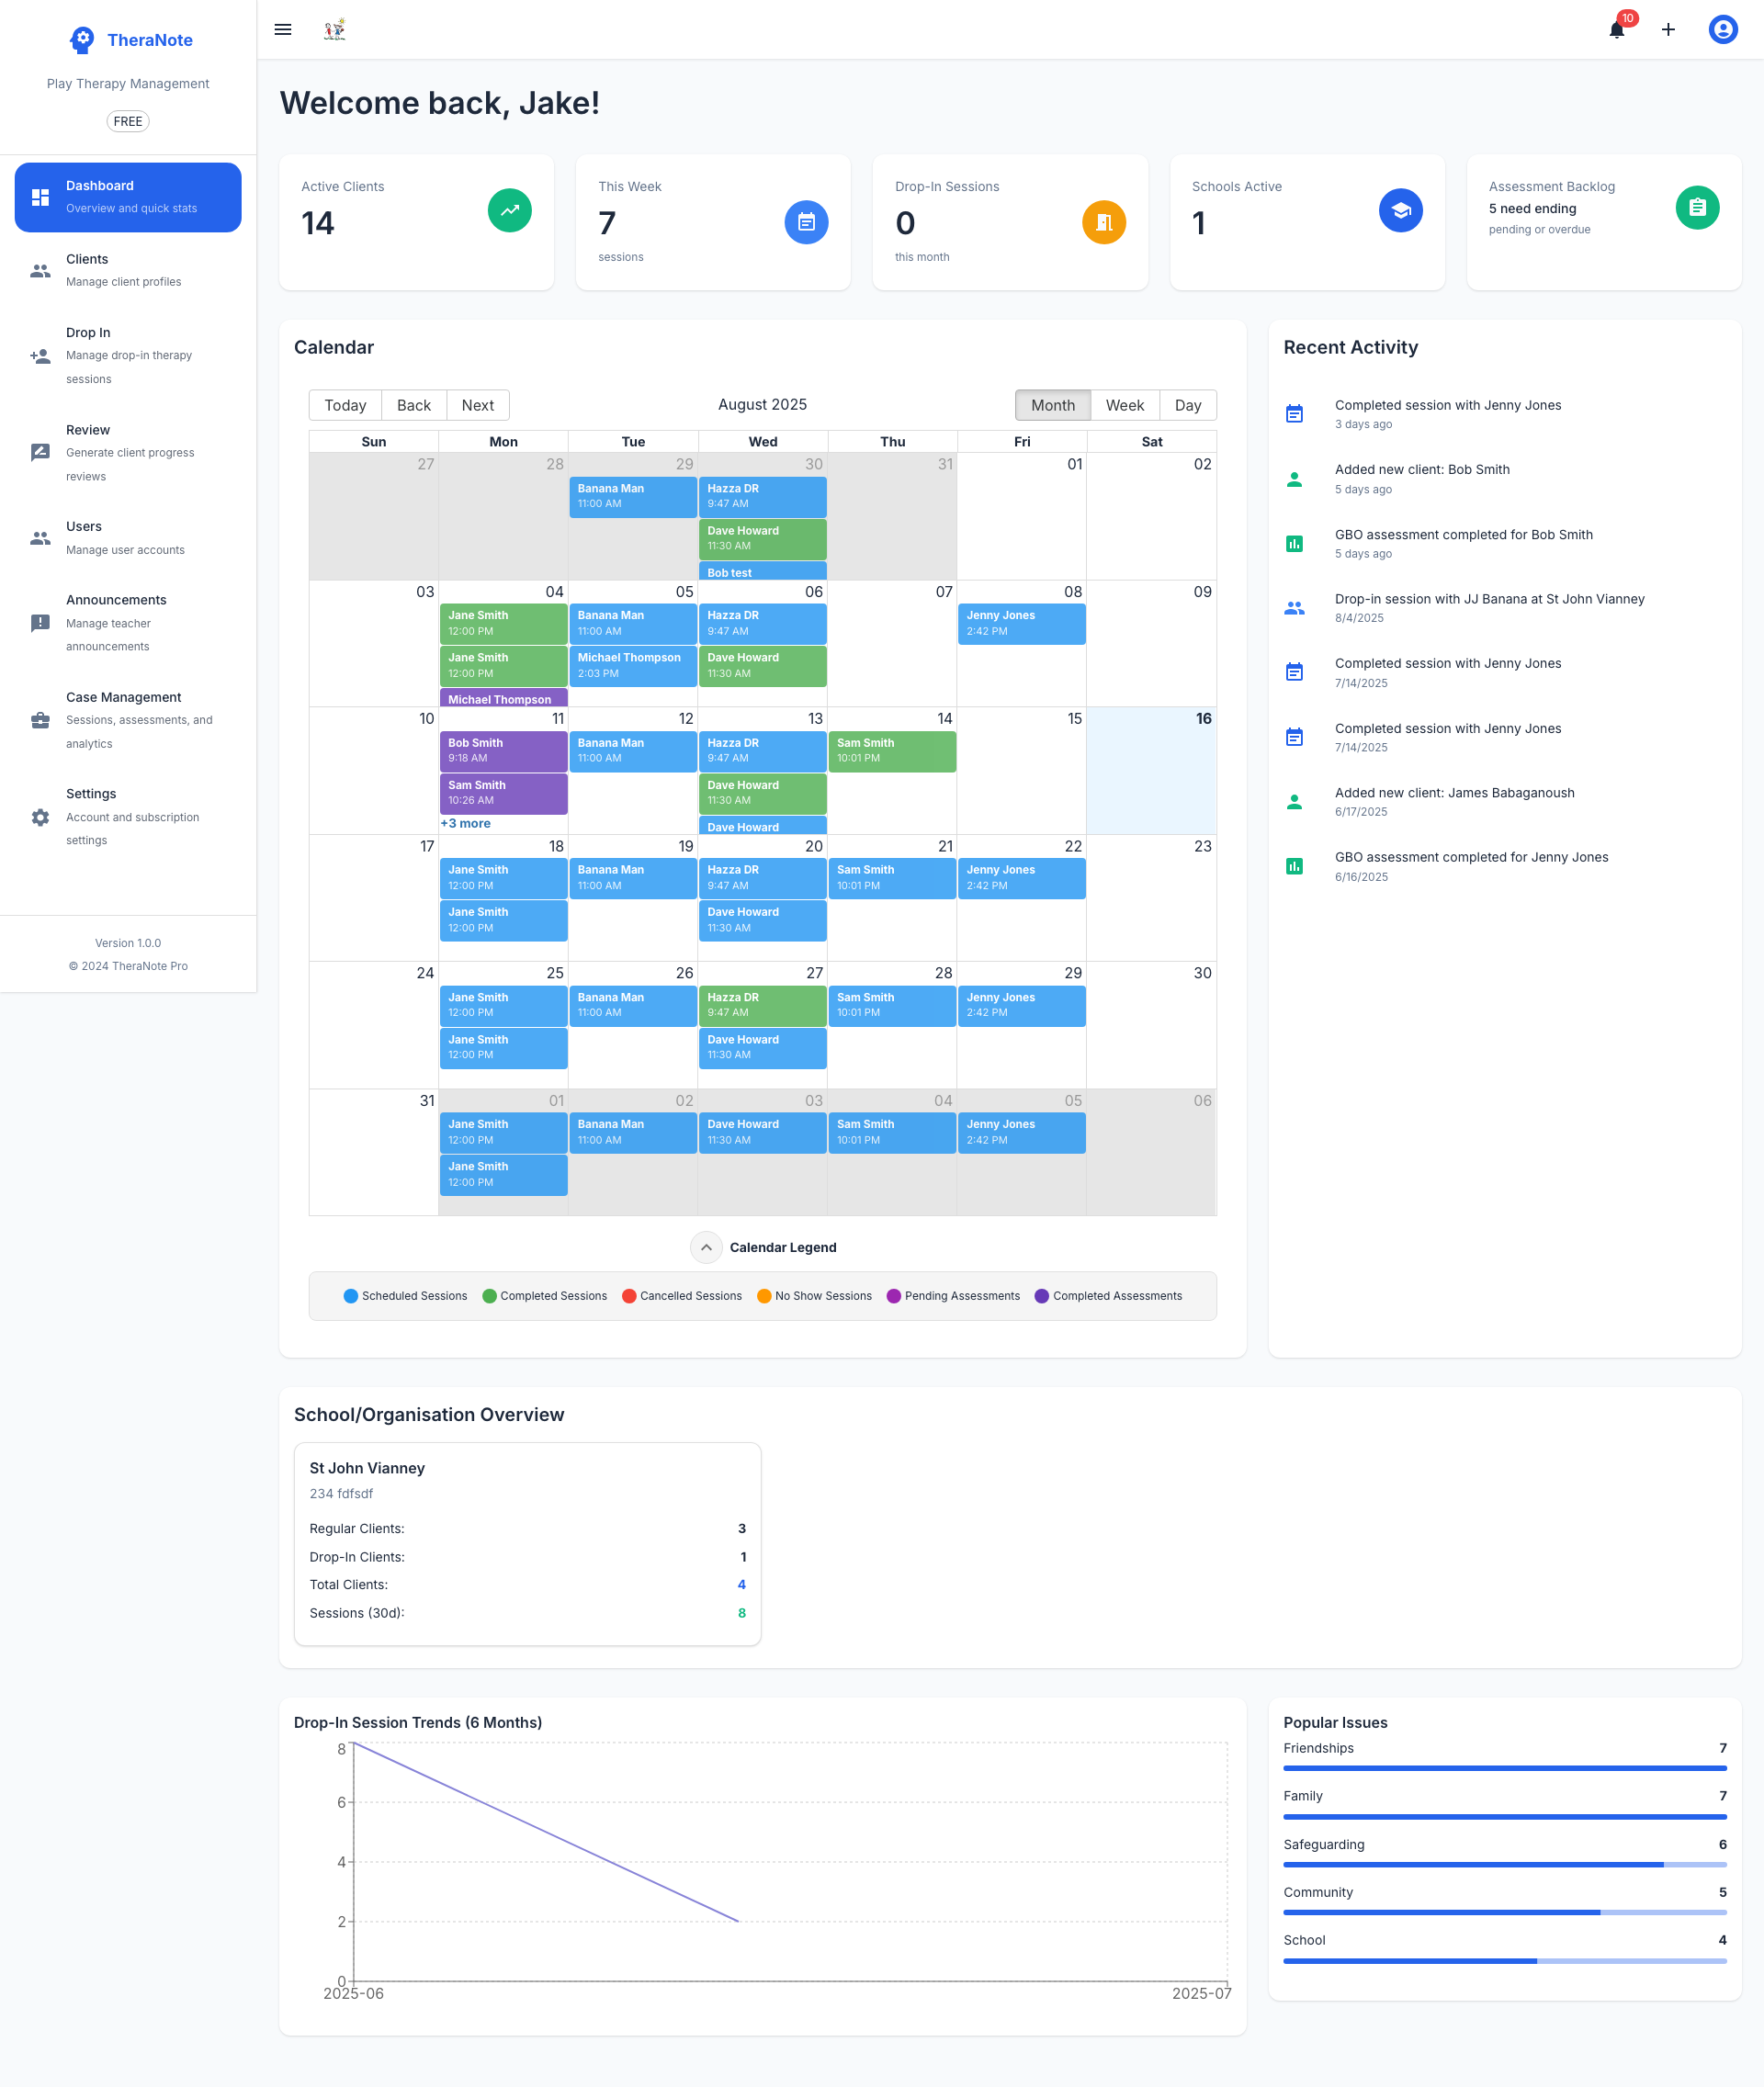 TheraNote
Play Therapy Management
FREE
Dashboard
Overview and quick stats
Clients
Manage client profiles
Drop In
Manage drop-in therapy
sessions
Review
Generate client progress
reviews
Users
Manage user accounts
Announcements
Manage teacher
announcements
Case Management
Sessions, assessments, and
analytics
Settings
Account and subscription
settings
Version 1.0.0
© 2024 TheraNote Pro
10
Welcome back, Jake!
Active Clients
14
This Week
7
sessions
Drop-In Sessions
0
this month
Schools Active
1
Assessment Backlog
5 need ending
pending or overdue
Calendar
Today Back Next
August 2025
Month Week Day
Sun Mon Tue Wed Thu Fri Sat
27 28 29 30 31 01 02
Banana Man Hazza DR
11:00 AM 9:47 AM
Dave Howard
11:30 AM
Bob test
03 04 05 06 07 08 09
Jane Smith Banana Man Hazza DR Jenny Jones
12:00 PM 11:00 AM 9:47 AM 2:42 PM
Jane Smith Michael Thompson Dave Howard
12:00 PM 2:03 PM 11:30 AM
Michael Thompson
10 11 12 13 14 15 16
Bob Smith Banana Man Hazza DR Sam Smith
9:18 AM 11:00 AM 9:47 AM 10:01 PM
Sam Smith Dave Howard
10:26 AM 11:30 AM
+3 more Dave Howard
17 18 19 20 21 22 23
Jane Smith Banana Man Hazza DR Sam Smith Jenny Jones
12:00 PM 11:00 AM 9:47 AM 10:01 PM 2:42 PM
Jane Smith Dave Howard
12:00 PM 11:30 AM
24 25 26 27 28 29 30
Jane Smith Banana Man Hazza DR Sam Smith Jenny Jones
12:00 PM 11:00 AM 9:47 AM 10:01 PM 2:42 PM
Jane Smith Dave Howard
12:00 PM 11:30 AM
31 01 02 03 04 05 06
Jane Smith Banana Man Dave Howard Sam Smith Jenny Jones
12:00 PM 11:00 AM 11:30 AM 10:01 PM 2:42 PM
Jane Smith
12:00 PM
Calendar Legend
Scheduled Sessions Completed Sessions Cancelled Sessions No Show Sessions Pending Assessments Completed Assessments
Recent Activity
Completed session with Jenny Jones
3 days ago
Added new client: Bob Smith
5 days ago
GBO assessment completed for Bob Smith
5 days ago
Drop-in session with JJ Banana at St John Vianney
8/4/2025
Completed session with Jenny Jones
7/14/2025
Completed session with Jenny Jones
7/14/2025
Added new client: James Babaganoush
6/17/2025
GBO assessment completed for Jenny Jones
6/16/2025
School/Organisation Overview
St John Vianney
234 fdfsdf
Regular Clients: 3
Drop-In Clients: 1
Total Clients: 4
Sessions (30d): 8
Drop-In Session Trends (6 Months)
8
6
4
2
0
2025-06 2025-07
Popular Issues
Friendships 7
Family 7
Safeguarding 6
Community 5
School 4